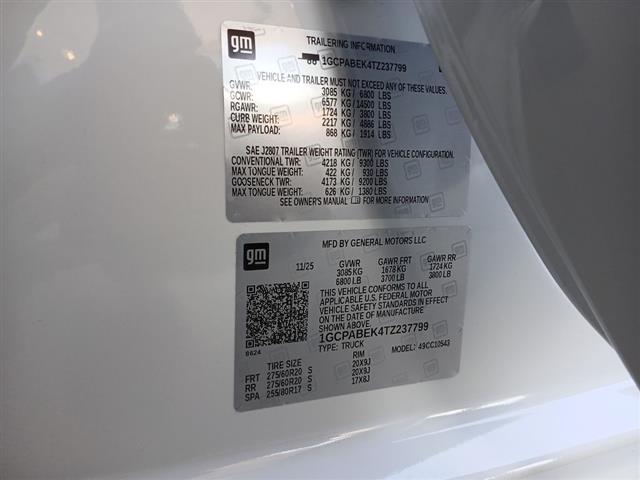 gm
TRAILERING INFORMATION
1GCPABEK4TZ237799
VEHICLE AND TRAILER MUST NOT EXCEED ANY OF THESE VALUES.
GVWR: 3085 KG / 6800 LBS
GCWR: 6577 KG / 14500 LBS
RGAWR: 1724 KG / 3800 LBS
CURB WEIGHT: 2217 KG / 4886 LBS
MAX PAYLOAD: 868 KG / 1914 LBS
SAE J2807 TRAILER WEIGHT RATING (TWR) FOR VEHICLE CONFIGURATION.
CONVENTIONAL TWR: 4218 KG / 9300 LBS
MAX TONGUE WEIGHT: 422 KG / 930 LBS
GOOSENECK TWR: 4173 KG / 9200 LBS
MAX TONGUE WEIGHT: 626 KG / 1380 LBS
SEE OWNER'S MANUAL FOR MORE INFORMATION
gm
MFD BY GENERAL MOTORS LLC
11/25 GVWR GAWR FRT GAWR RR
3085 KG 1678 KG 1724 KG
6800 LB 3700 LB 3800 LB
THIS VEHICLE CONFORMS TO ALL
APPLICABLE U.S. FEDERAL MOTOR
VEHICLE SAFETY STANDARDS IN EFFECT
ON THE DATE OF MANUFACTURE
SHOWN ABOVE.
1GCPABEK4TZ237799
8624 TYPE: TRUCK MODEL: 49CC10543
TIRE SIZE RIM
FRT 275/60R20 S 20X9J
RR 275/60R20 S 20X9J
SPA 255/80R17 S 17X8J